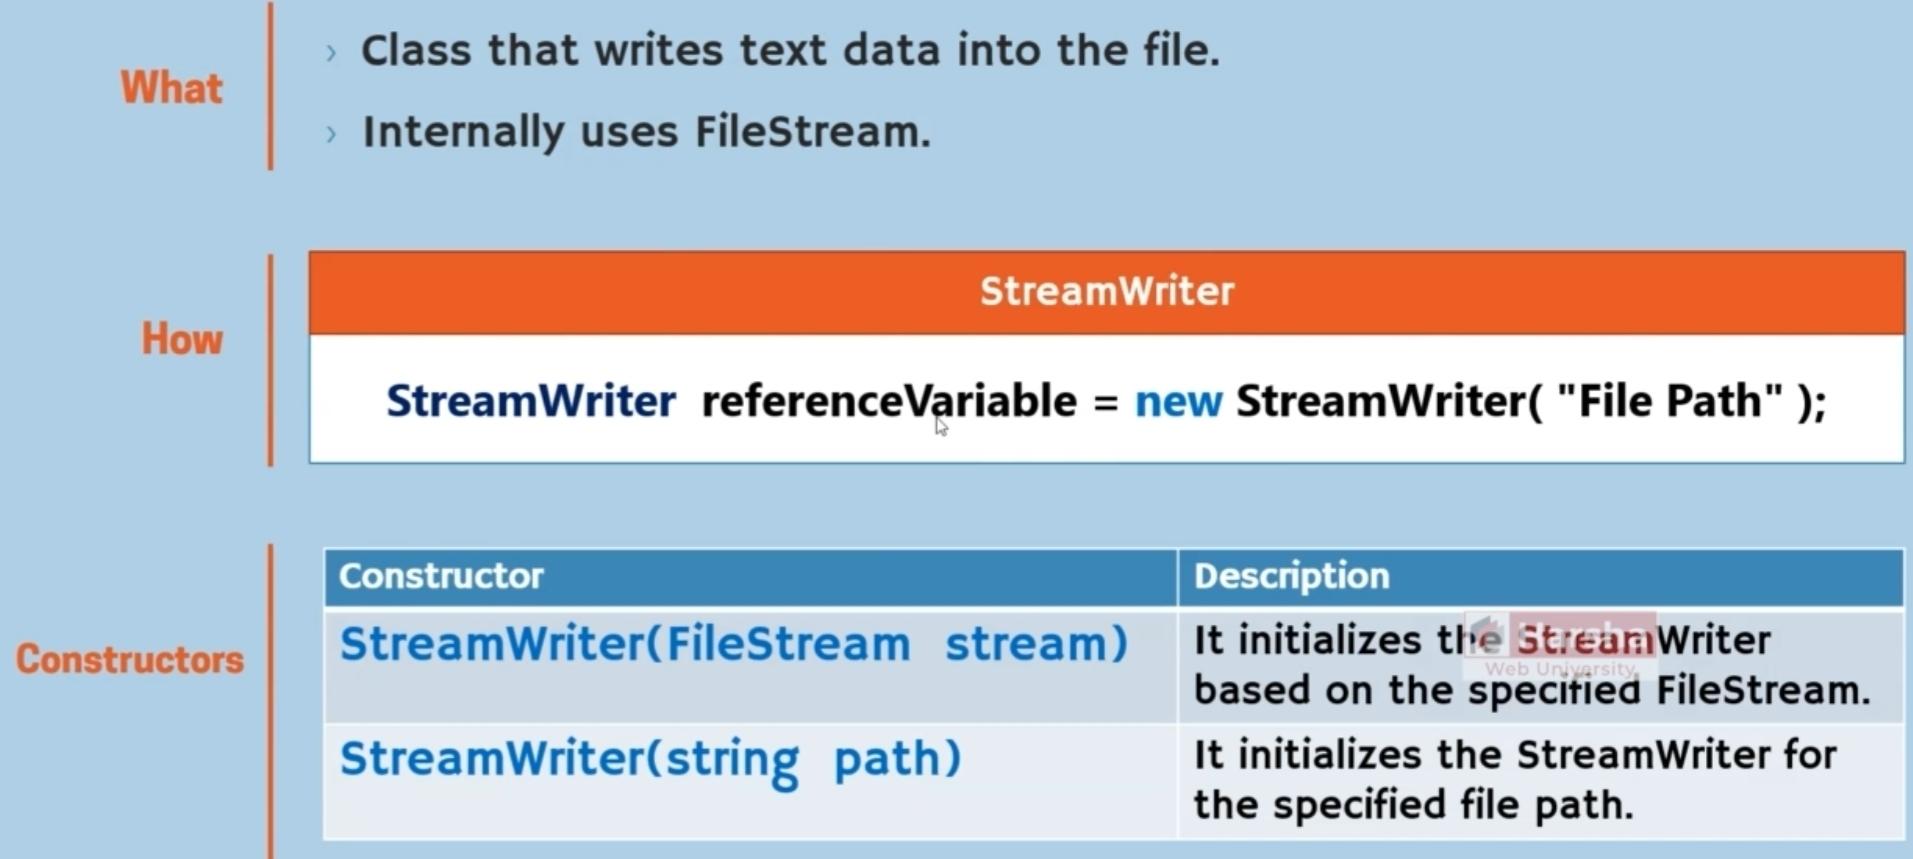 What
› Class that writes text data into the file.
› Internally uses FileStream.
How
StreamWriter
StreamWriter referenceVariable = new StreamWriter( "File Path" );
Constructors
Constructor
Description
StreamWriter(FileStream stream)
It initializes the StreamWriter
based on the specified FileStream.
StreamWriter(string path)
It initializes the StreamWriter for
the specified file path.
Harsha
Web University